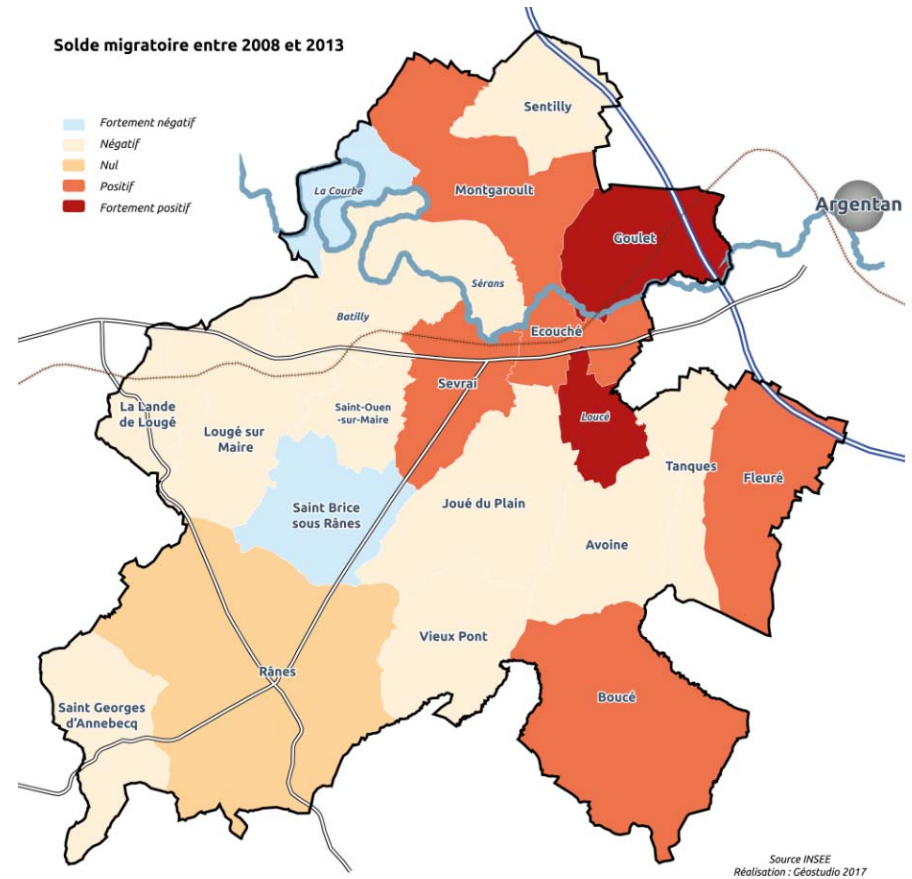 Solde migratoire entre 2008 et 2013
Fortement négatif
Négatif
Nul
Positif
Fortement positif
Sentilly
La Courbe
Montgaroult
Argentan
Goulet
Sérans
Batilly
Ecouché
Sevrai
La Lande
de Lougé
Lougé sur
Maire
Saint-Ouen
-sur-Maire
Loucé
Tanques
Fleuré
Saint Brice
sous Rânes
Joué du Plain
Avoine
Vieux Pont
Rânes
Boucé
Saint Georges
d'Annebecq
Source INSEE
Réalisation : Géostudio 2017